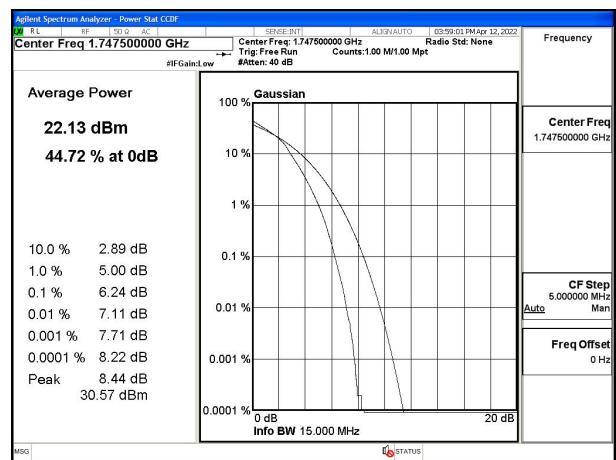 Agilent Spectrum Analyzer - Power Stat CCDF
LXI RL RF 50 Ω AC SENSE:INT ALIGN AUTO 03:59:01 PM Apr 12, 2022
Center Freq 1.747500000 GHz
Center Freq: 1.747500000 GHz Radio Std: None
Trig: Free Run Counts:1.00 M/1.00 Mpt
#IFGain:Low #Atten: 40 dB
Frequency
Average Power
22.13 dBm
44.72 % at 0dB
10.0 % 2.89 dB
1.0 % 5.00 dB
0.1 % 6.24 dB
0.01 % 7.11 dB
0.001 % 7.71 dB
0.0001 % 8.22 dB
Peak 8.44 dB
30.57 dBm
Gaussian
100 %
10 %
1 %
0.1 %
0.01 %
0.001 %
0.0001 %
0 dB 20 dB
Info BW 15.000 MHz
Center Freq
1.747500000 GHz
CF Step
5.000000 MHz
Auto Man
Freq Offset
0 Hz
MSG STATUS